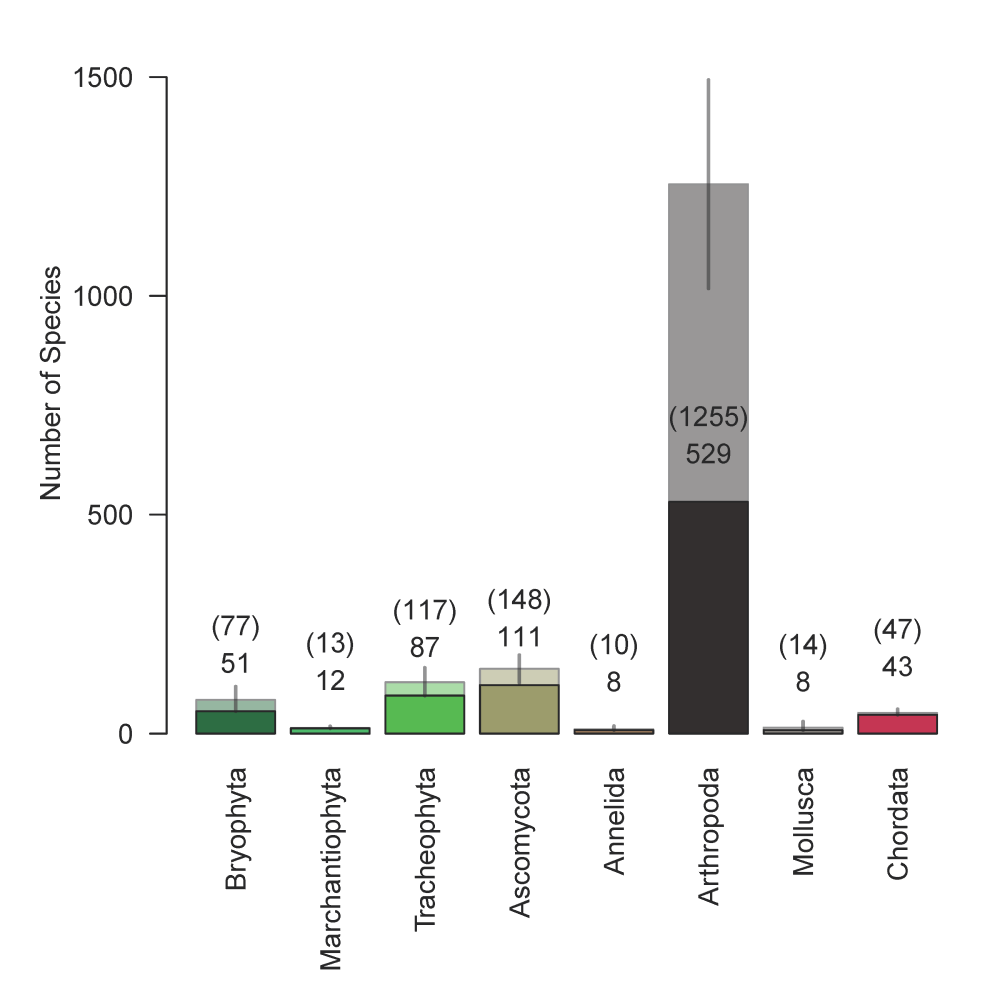 1500
1000
500
0
Number of Species
(77)
51
(13)
12
(117)
87
(148)
111
(10)
8
(1255)
529
(14)
8
(47)
43
Bryophyta
Marchantiophyta
Tracheophyta
Ascomycota
Annelida
Arthropoda
Mollusca
Chordata